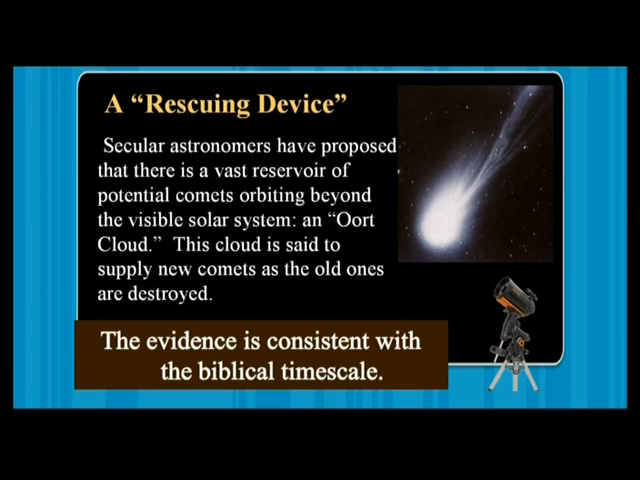 A “Rescuing Device”
Secular astronomers have proposed
that there is a vast reservoir of
potential comets orbiting beyond
the visible solar system: an “Oort
Cloud.” This cloud is said to
supply new comets as the old ones
are destroyed.
The evidence is consistent with
the biblical timescale.